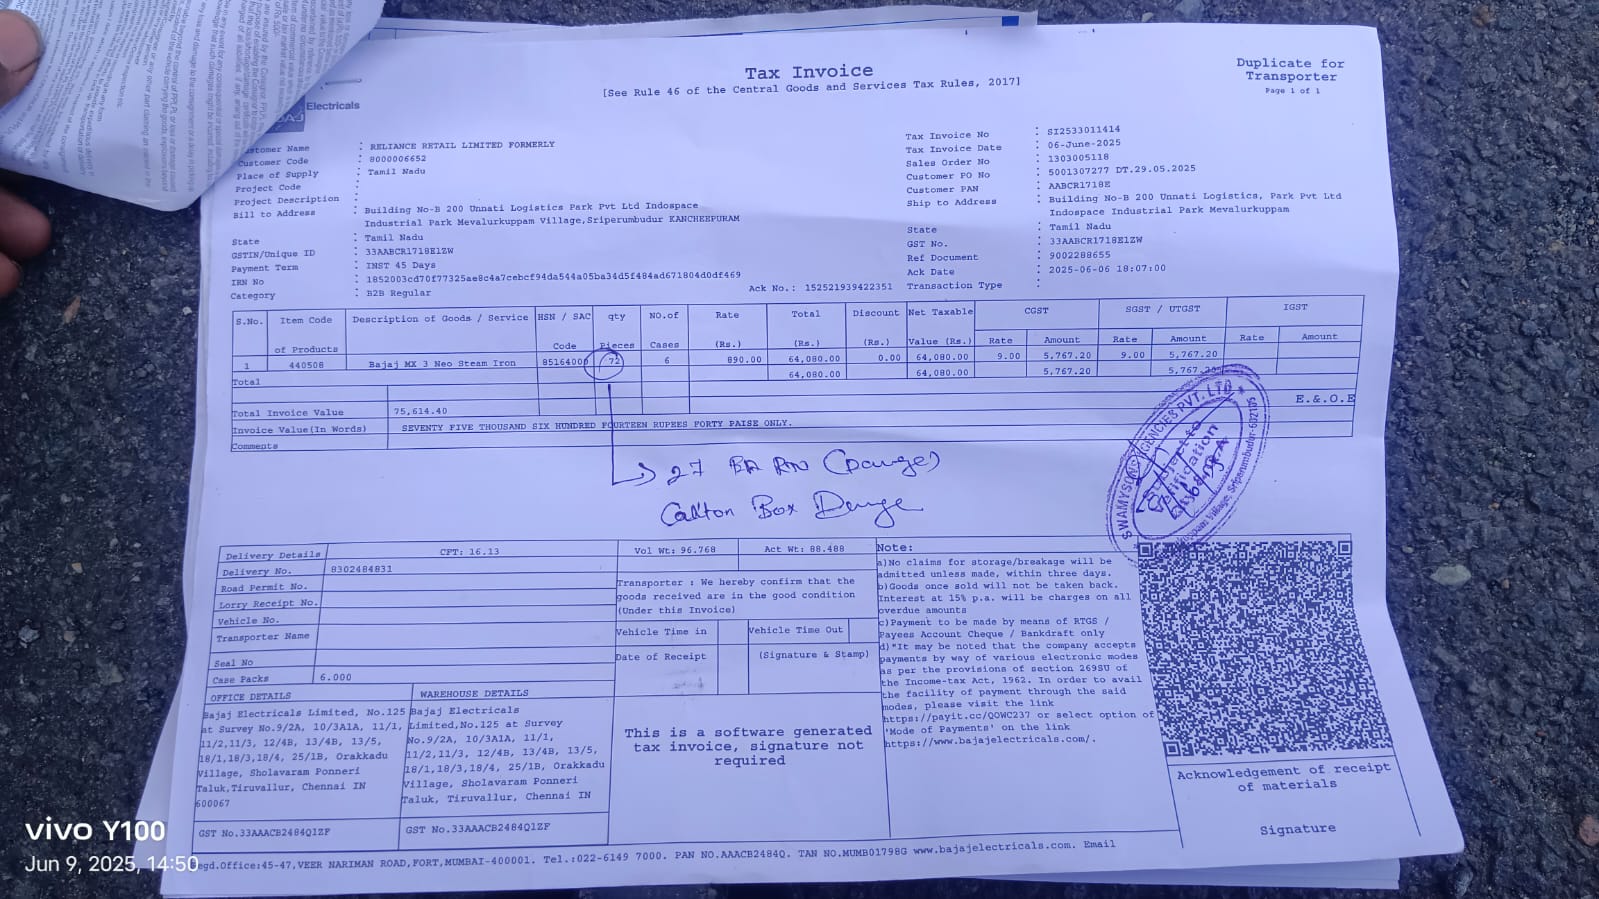 Tax Invoice
[See Rule 46 of the Central Goods and Services Tax Rules, 2017]
Duplicate for
Transporter
Page 1 of 1
Electricals
Customer Name : RELIANCE RETAIL LIMITED FORMERLY
Customer Code : 8000006652
Place of Supply : Tamil Nadu
Project Code :
Project Description :
Bill to Address : Building No-B 200 Unnati Logistics Park Pvt Ltd Indospace
Industrial Park Mevalurkuppam Village,Sriperumbudur KANCHEEPURAM
State : Tamil Nadu
GSTIN/Unique ID : 33AABCR1718E1ZW
Payment Term : INST 45 Days
IRN No : 1852003cd70f77325ae8c4a7cebcf94da544a05ba34d5f484ad671804d0df469
Category : B2B Regular
Ack No.: 152521939422351
Tax Invoice No : SI2533011414
Tax Invoice Date : 06-June-2025
Sales Order No : 1303005118
Customer PO No : 5001307277 DT.29.05.2025
Customer PAN : AABCR1718E
Ship to Address : Building No-B 200 Unnati Logistics, Park Pvt Ltd
Indospace Industrial Park Mevalurkuppam
State : Tamil Nadu
GST No. : 33AABCR1718E1ZW
Ref Document : 9002288655
Ack Date : 2025-06-06 18:07:00
Transaction Type :
S.No. Item Code of Products Description of Goods / Service HSN / SAC Code qty Pieces NO.of Cases Rate (Rs.) Total (Rs.) Discount (Rs.) Net Taxable Value (Rs.) CGST Rate Amount SGST / UTGST Rate Amount IGST Rate Amount
1 440508 Bajaj MX 3 Neo Steam Iron 85164000 72 6 890.00 64,080.00 0.00 64,080.00 9.00 5,767.20 9.00 5,767.20
Total 64,080.00 64,080.00 5,767.20 5,767.20
Total Invoice Value 75,614.40
E.&.O.E
Invoice Value(In Words) SEVENTY FIVE THOUSAND SIX HUNDRED FOURTEEN RUPEES FORTY PAISE ONLY.
Comments
27
Box
Delivery Details CFT: 16.13 Vol Wt: 96.768 Act Wt: 88.488
Delivery No. 8302484831
Road Permit No.
Lorry Receipt No.
Vehicle No.
Transporter Name
Seal No
Case Packs 6.000
Transporter : We hereby confirm that the
goods received are in the good condition
(Under this Invoice)
Vehicle Time in Vehicle Time Out
Date of Receipt (Signature & Stamp)
Note:
a)No claims for storage/breakage will be
admitted unless made, within three days.
b)Goods once sold will not be taken back.
Interest at 15% p.a. will be charges on all
overdue amounts
c)Payment to be made by means of RTGS /
Payees Account Cheque / Bankdraft only
d)"It may be noted that the company accepts
payments by way of various electronic modes
as per the provisions of section 269SU of
the Income-tax Act, 1962. In order to avail
the facility of payment through the said
modes, please visit the link
https://payit.cc/QOWC237 or select option of
'Mode of Payments' on the link
https://www.bajajelectricals.com/.
OFFICE DETAILS
Bajaj Electricals Limited, No.125
at Survey No.9/2A, 10/3A1A, 11/1,
11/2,11/3, 12/4B, 13/4B, 13/5,
18/1,18/3,18/4, 25/1B, Orakkadu
Village, Sholavaram Ponneri
Taluk,Tiruvallur, Chennai IN
600067
GST No.33AAACB2484Q1ZF
WAREHOUSE DETAILS
Bajaj Electricals
Limited,No.125 at Survey
No.9/2A, 10/3A1A, 11/1,
11/2,11/3, 12/4B, 13/4B, 13/5,
18/1,18/3,18/4, 25/1B, Orakkadu
Village, Sholavaram Ponneri
Taluk, Tiruvallur, Chennai IN
GST No.33AAACB2484Q1ZF
This is a software generated
tax invoice, signature not
required
Acknowledgement of receipt
of materials
Signature
gd.Office:45-47,VEER NARIMAN ROAD,FORT,MUMBAI-400001. Tel.:022-6149 7000. PAN NO.AAACB2484Q. TAN NO.MUMB01798G www.bajajelectricals.com. Email
vivo Y100
Jun 9, 2025, 14:50